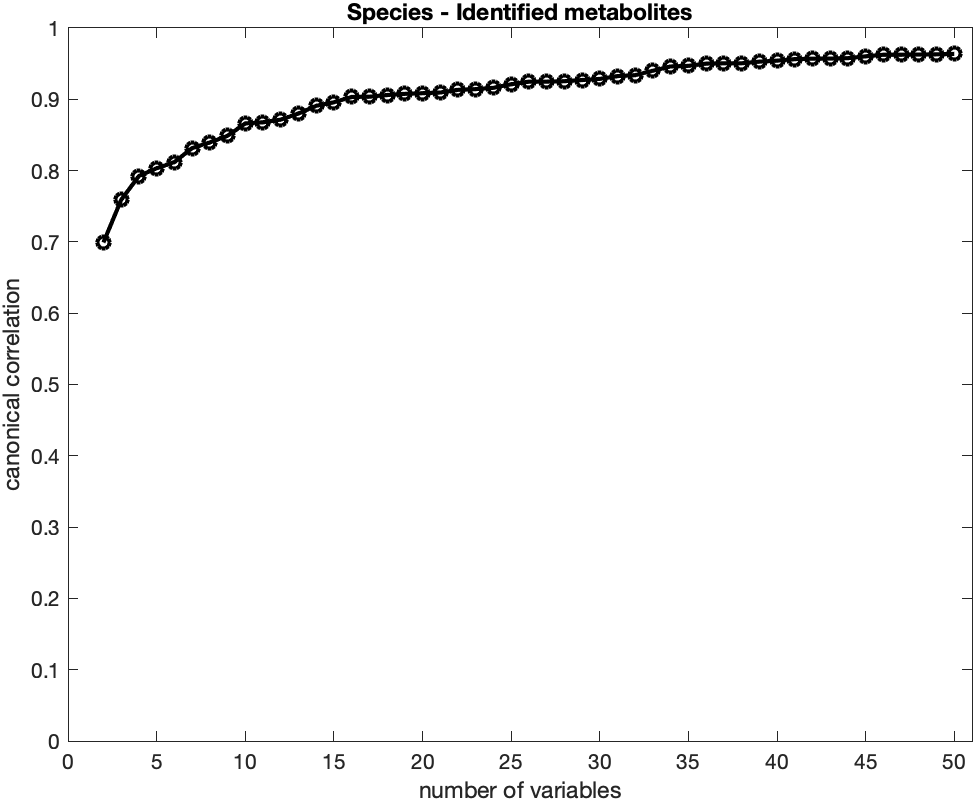 Species - Identified metabolites
1
0.9
0.8
0.7
0.6
0.5
0.4
0.3
0.2
0.1
0
canonical correlation
0 5 10 15 20 25 30 35 40 45 50
number of variables